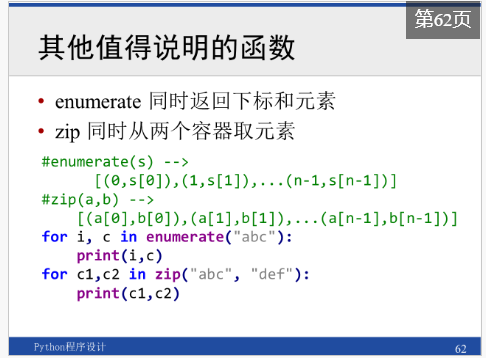 第62页
其他值得说明的函数
• enumerate 同时返回下标和元素
• zip 同时从两个容器取元素
#enumerate(s) -->
[(0,s[0]),(1,s[1]),...(n-1,s[n-1])]
#zip(a,b) -->
[(a[0],b[0]),(a[1],b[1]),...(a[n-1],b[n-1])]
for i, c in enumerate("abc"):
print(i,c)
for c1,c2 in zip("abc", "def"):
print(c1,c2)
Python程序设计
62